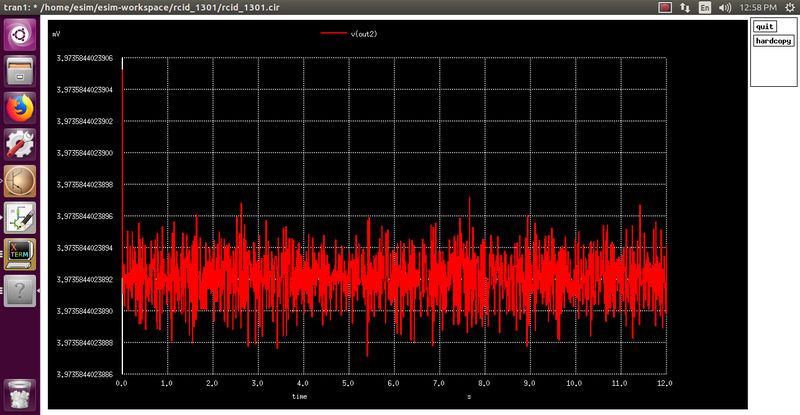 tran1: * /home/esim/esim-workspace/rcid_1301/rcid_1301.cir
En
12:58 PM
quit
hardcopy
mV
v(out2)
3,9735844023906
3,9735844023904
3,9735844023902
3,9735844023900
3,9735844023898
3,9735844023896
3,9735844023894
3,9735844023892
3,9735844023890
3,9735844023888
3,9735844023886
0.0 1.0 2.0 3.0 4.0 5.0 6.0 7.0 8.0 9.0 10.0 11.0 12.0
time s
X
TERM
?